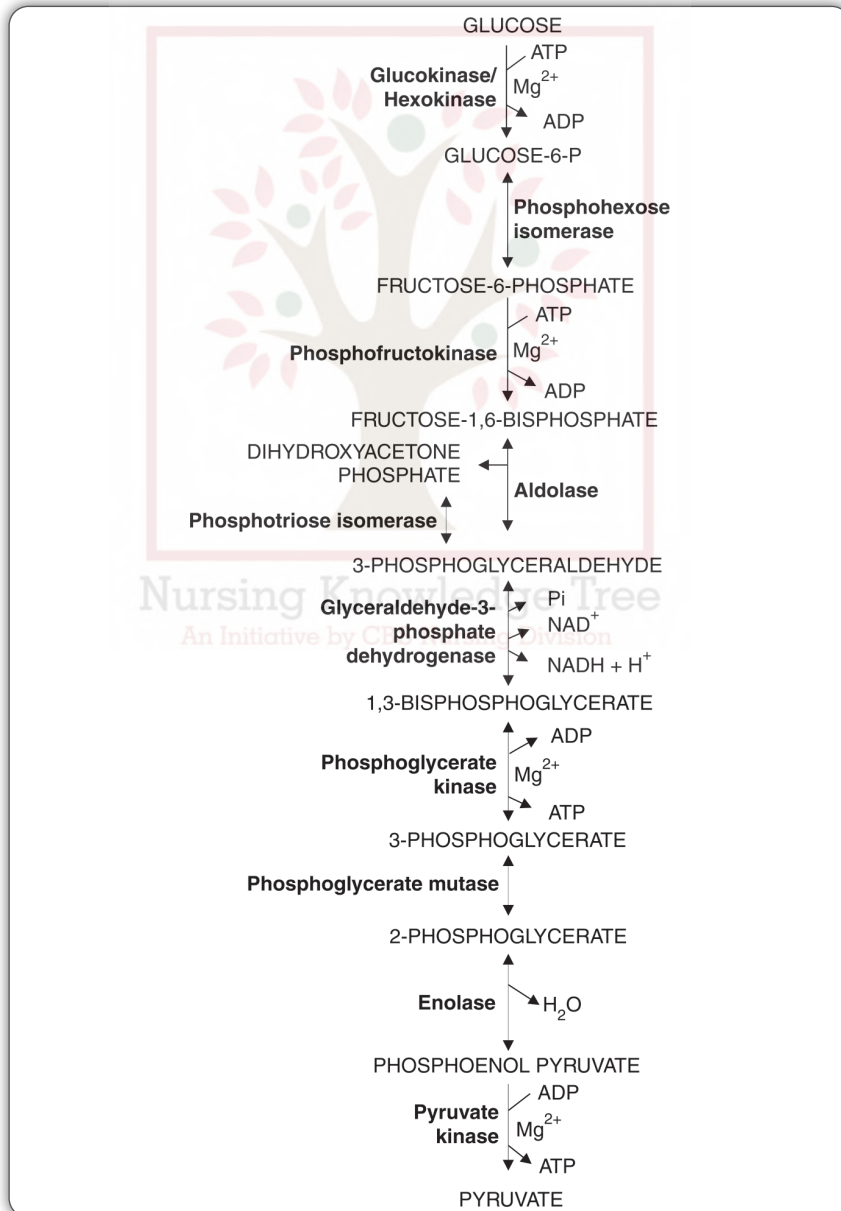 GLUCOSE
ATP
Glucokinase/
Hexokinase
Mg2+
ADP
GLUCOSE-6-P
Phosphohexose
isomerase
FRUCTOSE-6-PHOSPHATE
ATP
Phosphofructokinase
Mg2+
ADP
FRUCTOSE-1,6-BISPHOSPHATE
DIHYDROXYACETONE
PHOSPHATE
Aldolase
Phosphotriose isomerase
3-PHOSPHOGLYCERALDEHYDE
Nursing Knowledge Tree
An Initiative by CBS Nursing Division
Glyceraldehyde-3-
phosphate
dehydrogenase
Pi
NAD+
NADH + H+
1,3-BISPHOSPHOGLYCERATE
ADP
Phosphoglycerate
kinase
Mg2+
ATP
3-PHOSPHOGLYCERATE
Phosphoglycerate mutase
2-PHOSPHOGLYCERATE
Enolase
H2O
PHOSPHOENOL PYRUVATE
ADP
Pyruvate
kinase
Mg2+
ATP
PYRUVATE